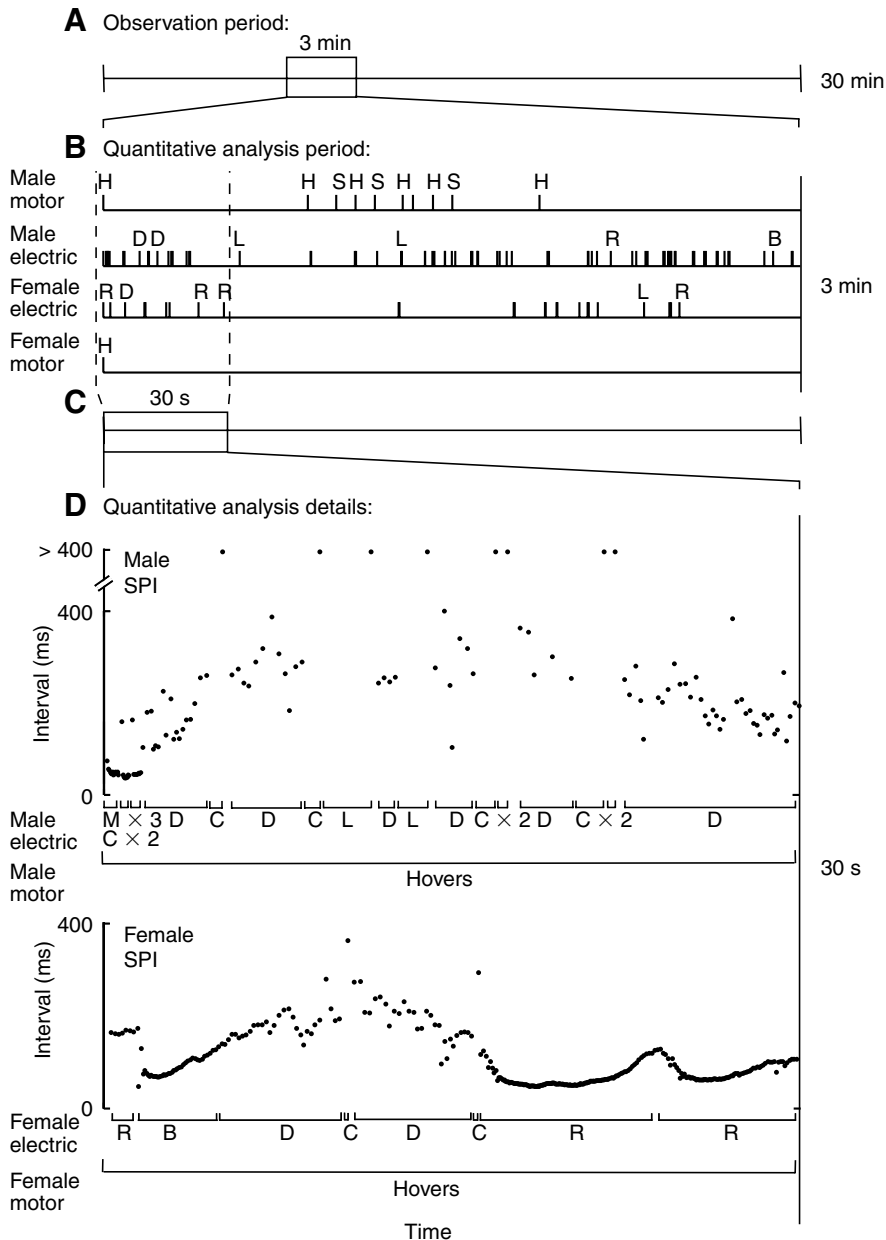 A Observation period:
3 min
30 min
B Quantitative analysis period:
Male motor
H H S H S H H S H
Male electric
D D L L R B
Female electric
R D R R L R
Female motor
H
3 min
C
30 s
D Quantitative analysis details:
> 400
Male SPI
400
Interval (ms)
0
Male electric
M × 3 D C D C L D L D C × 2 D C × 2 D
C × 2
Male motor
Hovers
30 s
400
Female SPI
Interval (ms)
0
Female electric
R B D C D C R R
Female motor
Hovers
Time